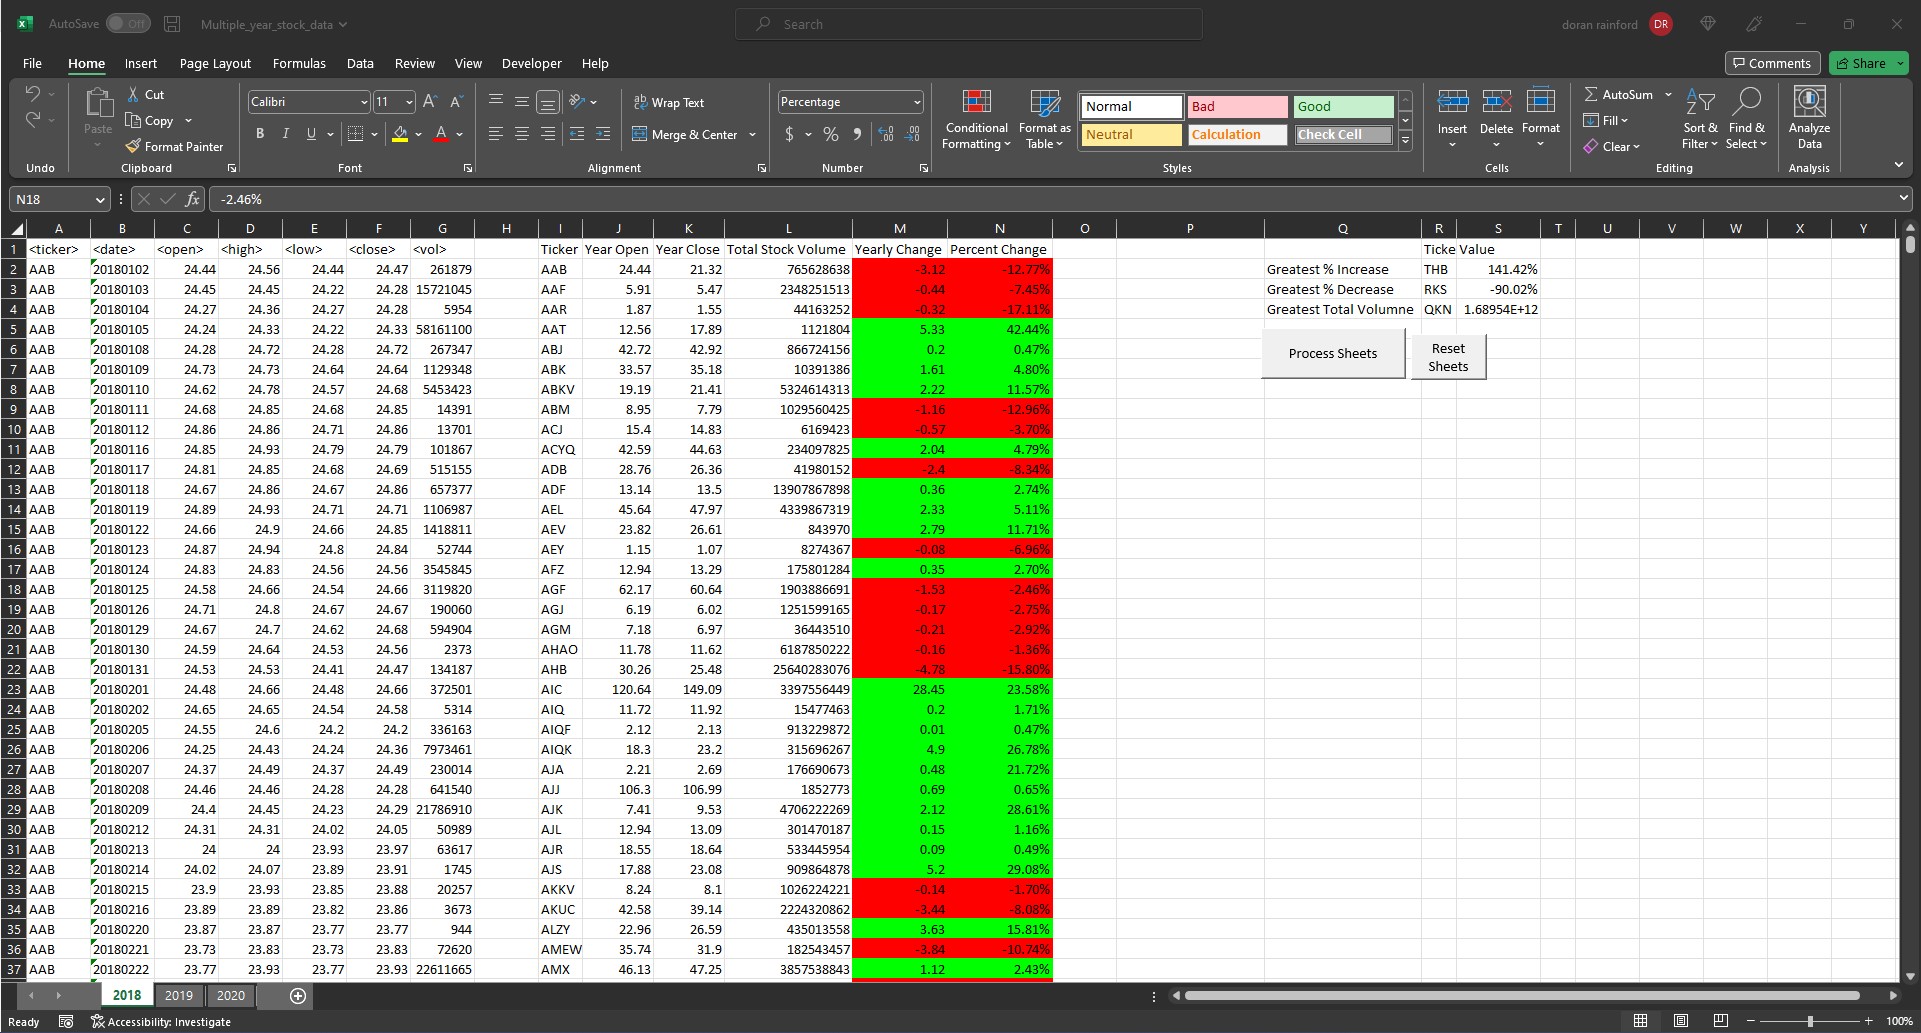 AutoSave Off Multiple_year_stock_data Search doran rainford DR
File Home Insert Page Layout Formulas Data Review View Developer Help Comments Share
Cut Calibri 11 Wrap Text Percentage Normal Bad Good AutoSum
Paste Copy Conditional Formatting Format as Table Insert Delete Format Fill Sort & Filter Find & Select Analyze Data
Format Painter B I U A Merge & Center $ % Neutral Calculation Check Cell Clear
Undo Clipboard Font Alignment Number Styles Cells Editing Analysis
N18 fx -2.46%
A B C D E F G H I J K L M N O P Q R S T U V W X Y
1 <ticker> <date> <open> <high> <low> <close> <vol> Ticker Year Open Year Close Total Stock Volume Yearly Change Percent Change Ticke Value
2 AAB 20180102 24.44 24.56 24.44 24.47 261879 AAB 24.44 21.32 765628638 -3.12 -12.77% Greatest % Increase THB 141.42%
3 AAB 20180103 24.45 24.45 24.22 24.28 15721045 AAF 5.91 5.47 2348251513 -0.44 -7.45% Greatest % Decrease RKS -90.02%
4 AAB 20180104 24.27 24.36 24.27 24.28 5954 AAR 1.87 1.55 44163252 -0.32 -17.11% Greatest Total Volumne QKN 1.68954E+12
5 AAB 20180105 24.24 24.33 24.22 24.33 58161100 AAT 12.56 17.89 1121804 5.33 42.44%
6 AAB 20180108 24.28 24.72 24.28 24.72 267347 ABJ 42.72 42.92 866724156 0.2 0.47% Process Sheets Reset Sheets
7 AAB 20180109 24.73 24.73 24.64 24.64 1129348 ABK 33.57 35.18 10391386 1.61 4.80%
8 AAB 20180110 24.62 24.78 24.57 24.68 5453423 ABKV 19.19 21.41 5324614313 2.22 11.57%
9 AAB 20180111 24.68 24.85 24.68 24.85 14391 ABM 8.95 7.79 1029560425 -1.16 -12.96%
10 AAB 20180112 24.86 24.86 24.71 24.86 13701 ACJ 15.4 14.83 6169423 -0.57 -3.70%
11 AAB 20180116 24.85 24.93 24.79 24.79 101867 ACYQ 42.59 44.63 234097825 2.04 4.79%
12 AAB 20180117 24.81 24.85 24.68 24.69 515155 ADB 28.76 26.36 41980152 -2.4 -8.34%
13 AAB 20180118 24.67 24.86 24.67 24.86 657377 ADF 13.14 13.5 13907867898 0.36 2.74%
14 AAB 20180119 24.89 24.93 24.71 24.71 1106987 AEL 45.64 47.97 4339867319 2.33 5.11%
15 AAB 20180122 24.66 24.9 24.66 24.85 1418811 AEV 23.82 26.61 843970 2.79 11.71%
16 AAB 20180123 24.87 24.94 24.8 24.84 52744 AEY 1.15 1.07 8274367 -0.08 -6.96%
17 AAB 20180124 24.83 24.83 24.56 24.56 3545845 AFZ 12.94 13.29 175801284 0.35 2.70%
18 AAB 20180125 24.58 24.66 24.54 24.66 3119820 AGF 62.17 60.64 1903886691 -1.53 -2.46%
19 AAB 20180126 24.71 24.8 24.67 24.67 190060 AGJ 6.19 6.02 1251599165 -0.17 -2.75%
20 AAB 20180129 24.67 24.7 24.62 24.68 594904 AGM 7.18 6.97 36443510 -0.21 -2.92%
21 AAB 20180130 24.59 24.64 24.53 24.56 2373 AHAO 11.78 11.62 6187850222 -0.16 -1.36%
22 AAB 20180131 24.53 24.53 24.41 24.47 134187 AHB 30.26 25.48 25640283076 -4.78 -15.80%
23 AAB 20180201 24.48 24.66 24.48 24.66 372501 AIC 120.64 149.09 3397556449 28.45 23.58%
24 AAB 20180202 24.65 24.65 24.54 24.58 5314 AIQ 11.72 11.92 15477463 0.2 1.71%
25 AAB 20180205 24.55 24.6 24.2 24.2 336163 AIQF 2.12 2.13 913229872 0.01 0.47%
26 AAB 20180206 24.25 24.43 24.24 24.36 7973461 AIQK 18.3 23.2 315696267 4.9 26.78%
27 AAB 20180207 24.37 24.49 24.37 24.49 230014 AJA 2.21 2.69 176690673 0.48 21.72%
28 AAB 20180208 24.46 24.46 24.28 24.28 641540 AJJ 106.3 106.99 1852773 0.69 0.65%
29 AAB 20180209 24.4 24.45 24.23 24.29 21786910 AJK 7.41 9.53 4706222269 2.12 28.61%
30 AAB 20180212 24.31 24.31 24.02 24.05 50989 AJL 12.94 13.09 301470187 0.15 1.16%
31 AAB 20180213 24 24 23.93 23.97 63617 AJR 18.55 18.64 533445954 0.09 0.49%
32 AAB 20180214 24.02 24.07 23.89 23.91 1745 AJS 17.88 23.08 909864878 5.2 29.08%
33 AAB 20180215 23.9 23.93 23.85 23.88 20257 AKKV 8.24 8.1 1026224221 -0.14 -1.70%
34 AAB 20180216 23.89 23.89 23.82 23.86 3673 AKUC 42.58 39.14 2224320862 -3.44 -8.08%
35 AAB 20180220 23.87 23.87 23.77 23.77 944 ALZY 22.96 26.59 435013558 3.63 15.81%
36 AAB 20180221 23.73 23.83 23.73 23.83 72620 AMEW 35.74 31.9 182543457 -3.84 -10.74%
37 AAB 20180222 23.77 23.93 23.77 23.93 22611665 AMX 46.13 47.25 3857538843 1.12 2.43%
2018 2019 2020
Ready Accessibility: Investigate 100%